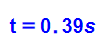 t = 0.39s